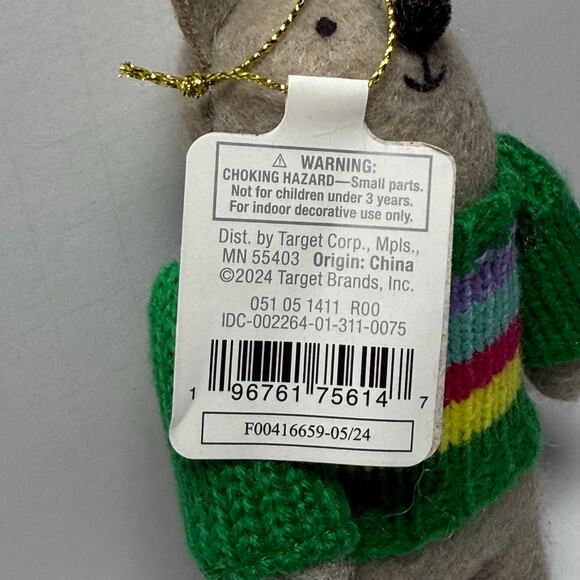 ⚠ WARNING:
CHOKING HAZARD—Small parts.
Not for children under 3 years.
For indoor decorative use only.
Dist. by Target Corp., Mpls.,
MN 55403 Origin: China
©2024 Target Brands, Inc.
051 05 1411 R00
IDC-002264-01-311-0075
1 96761 75614 7
F00416659-05/24